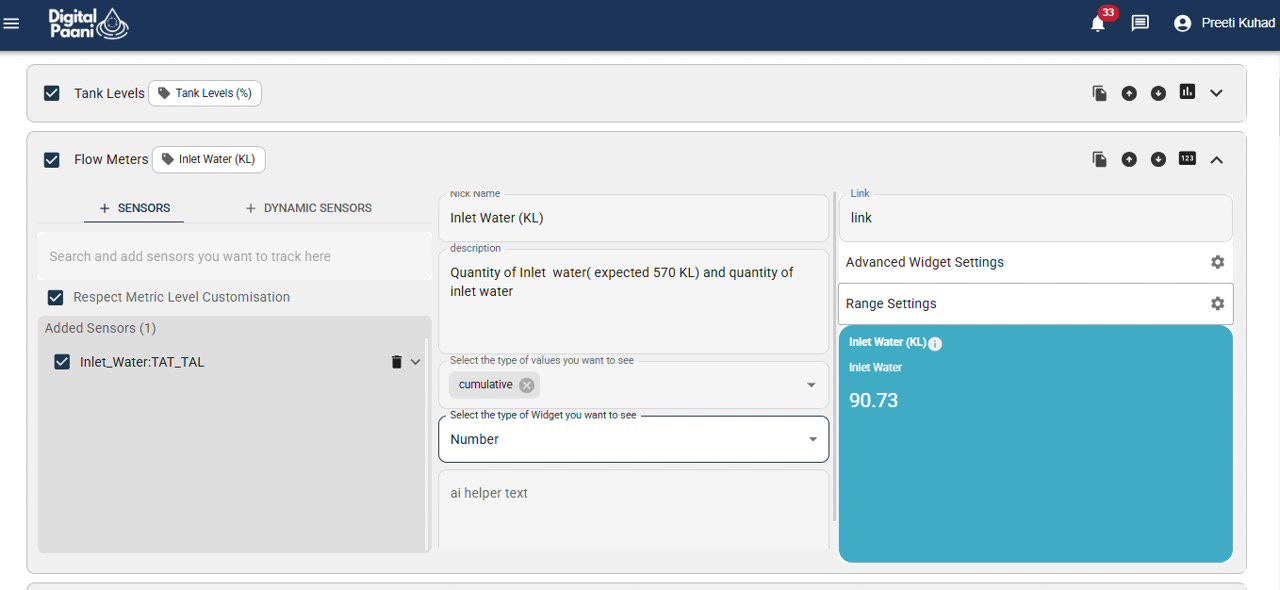 Digital
Paani
33
Preeti Kuhad
Tank Levels
Tank Levels (%)
Flow Meters
Inlet Water (KL)
123
SENSORS
DYNAMIC SENSORS
Search and add sensors you want to track here
Respect Metric Level Customisation
Added Sensors (1)
Inlet_Water:TAT_TAL
Nick Name
Inlet Water (KL)
description
Quantity of Inlet  water( expected 570 KL) and quantity of
inlet water
Select the type of values you want to see
cumulative
Select the type of Widget you want to see
Number
ai helper text
Link
link
Advanced Widget Settings
Range Settings
Inlet Water (KL)
Inlet Water
90.73